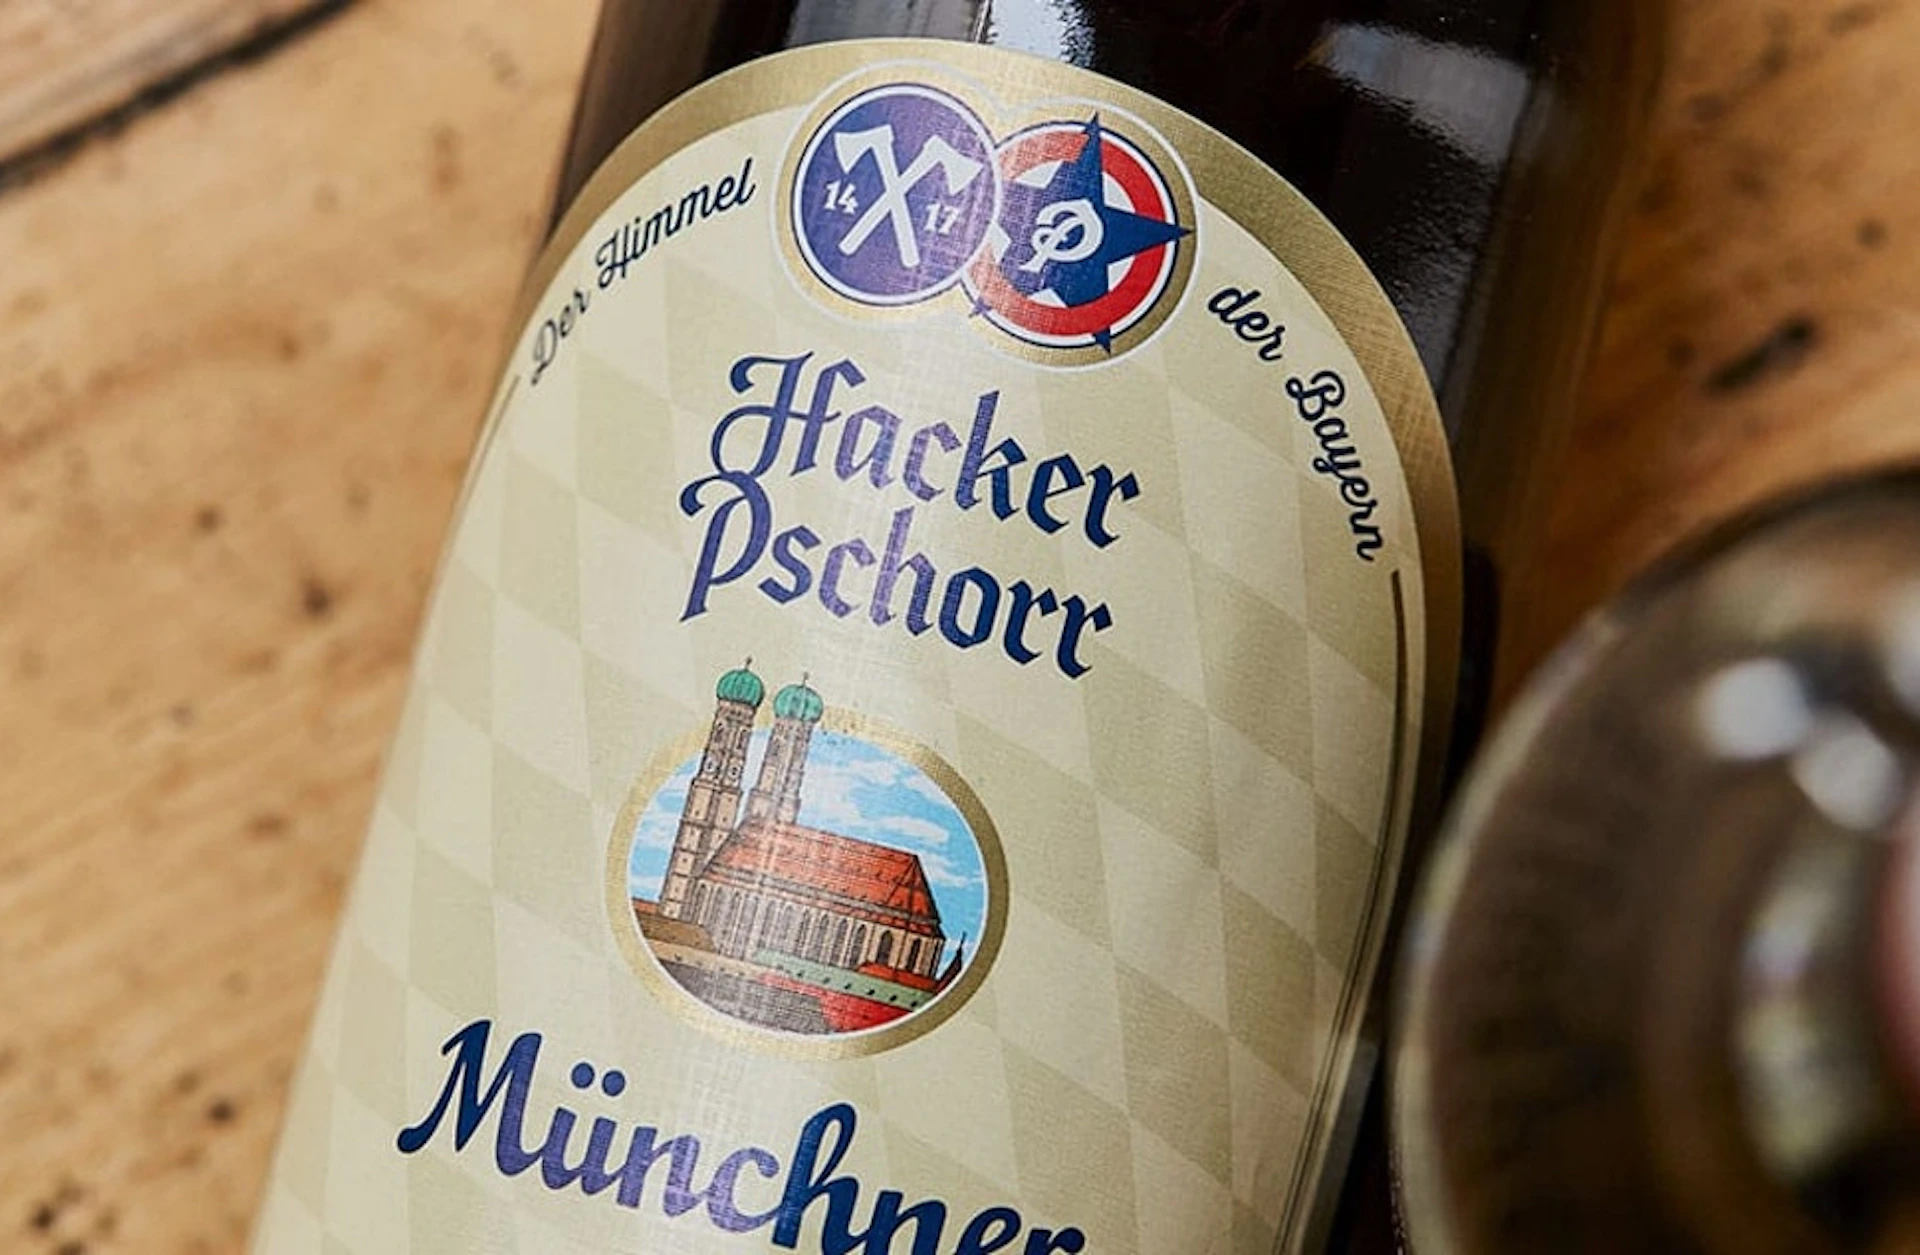 Der Himmel
14 17
P
der Bayern
Hacker
Pschorr
Münchner